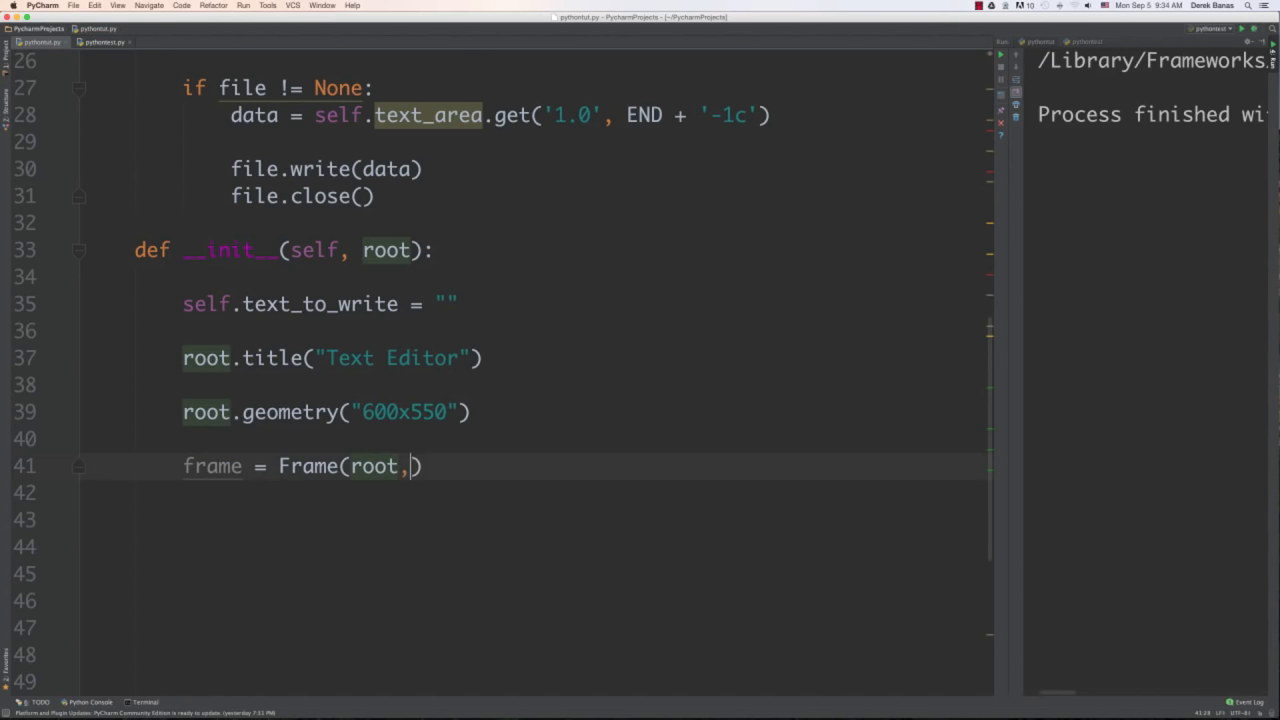 PyCharm File Edit View Navigate Code Refactor Run Tools VCS Window Help 10 Mon Sep 5 9:34 AM Derek Banas
pythontut.py - PycharmProjects - [~/PycharmProjects]
PycharmProjects pythontut.py pythontest
pythontut.py pythontest.py Run: pythontut pythontest
1: Project
Structure
2: Favorites
4: Run
26
27 if file != None:
28 data = self.text_area.get('1.0', END + '-1c')
29
30 file.write(data)
31 file.close()
32
33 def __init__(self, root):
34
35 self.text_to_write = ""
36
37 root.title("Text Editor")
38
39 root.geometry("600x550")
40
41 frame = Frame(root,)
42
43
44
45
46
47
48
49
/Library/Frameworks
Process finished wi
6: TODO Python Console Terminal Event Log
Platform and Plugin Updates: PyCharm Community Edition is ready to update. (yesterday 7:51 PM) 41:28 LF÷ UTF-8÷